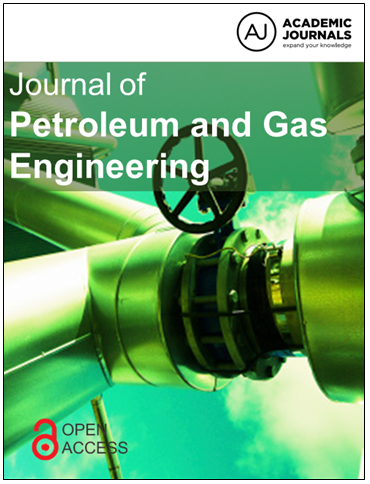 AJ
ACADEMIC
JOURNALS
expand your knowledge
Journal of
Petroleum and Gas
Engineering
OPEN
ACCESS